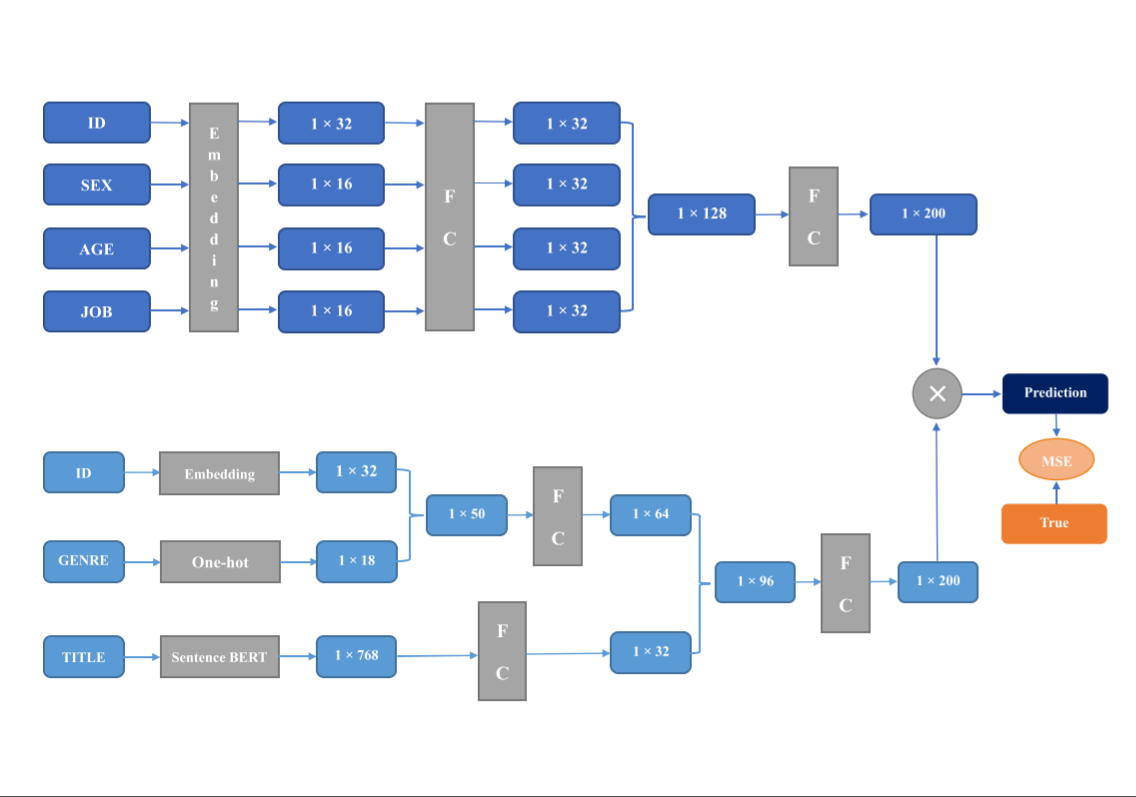 ID
SEX
AGE
JOB
Embedding
1 × 32
1 × 16
1 × 16
1 × 16
FC
1 × 32
1 × 32
1 × 32
1 × 32
1 × 128
FC
1 × 200
×
Prediction
MSE
True
ID
Embedding
1 × 32
GENRE
One-hot
1 × 18
1 × 50
FC
1 × 64
TITLE
Sentence BERT
1 × 768
FC
1 × 32
1 × 96
FC
1 × 200